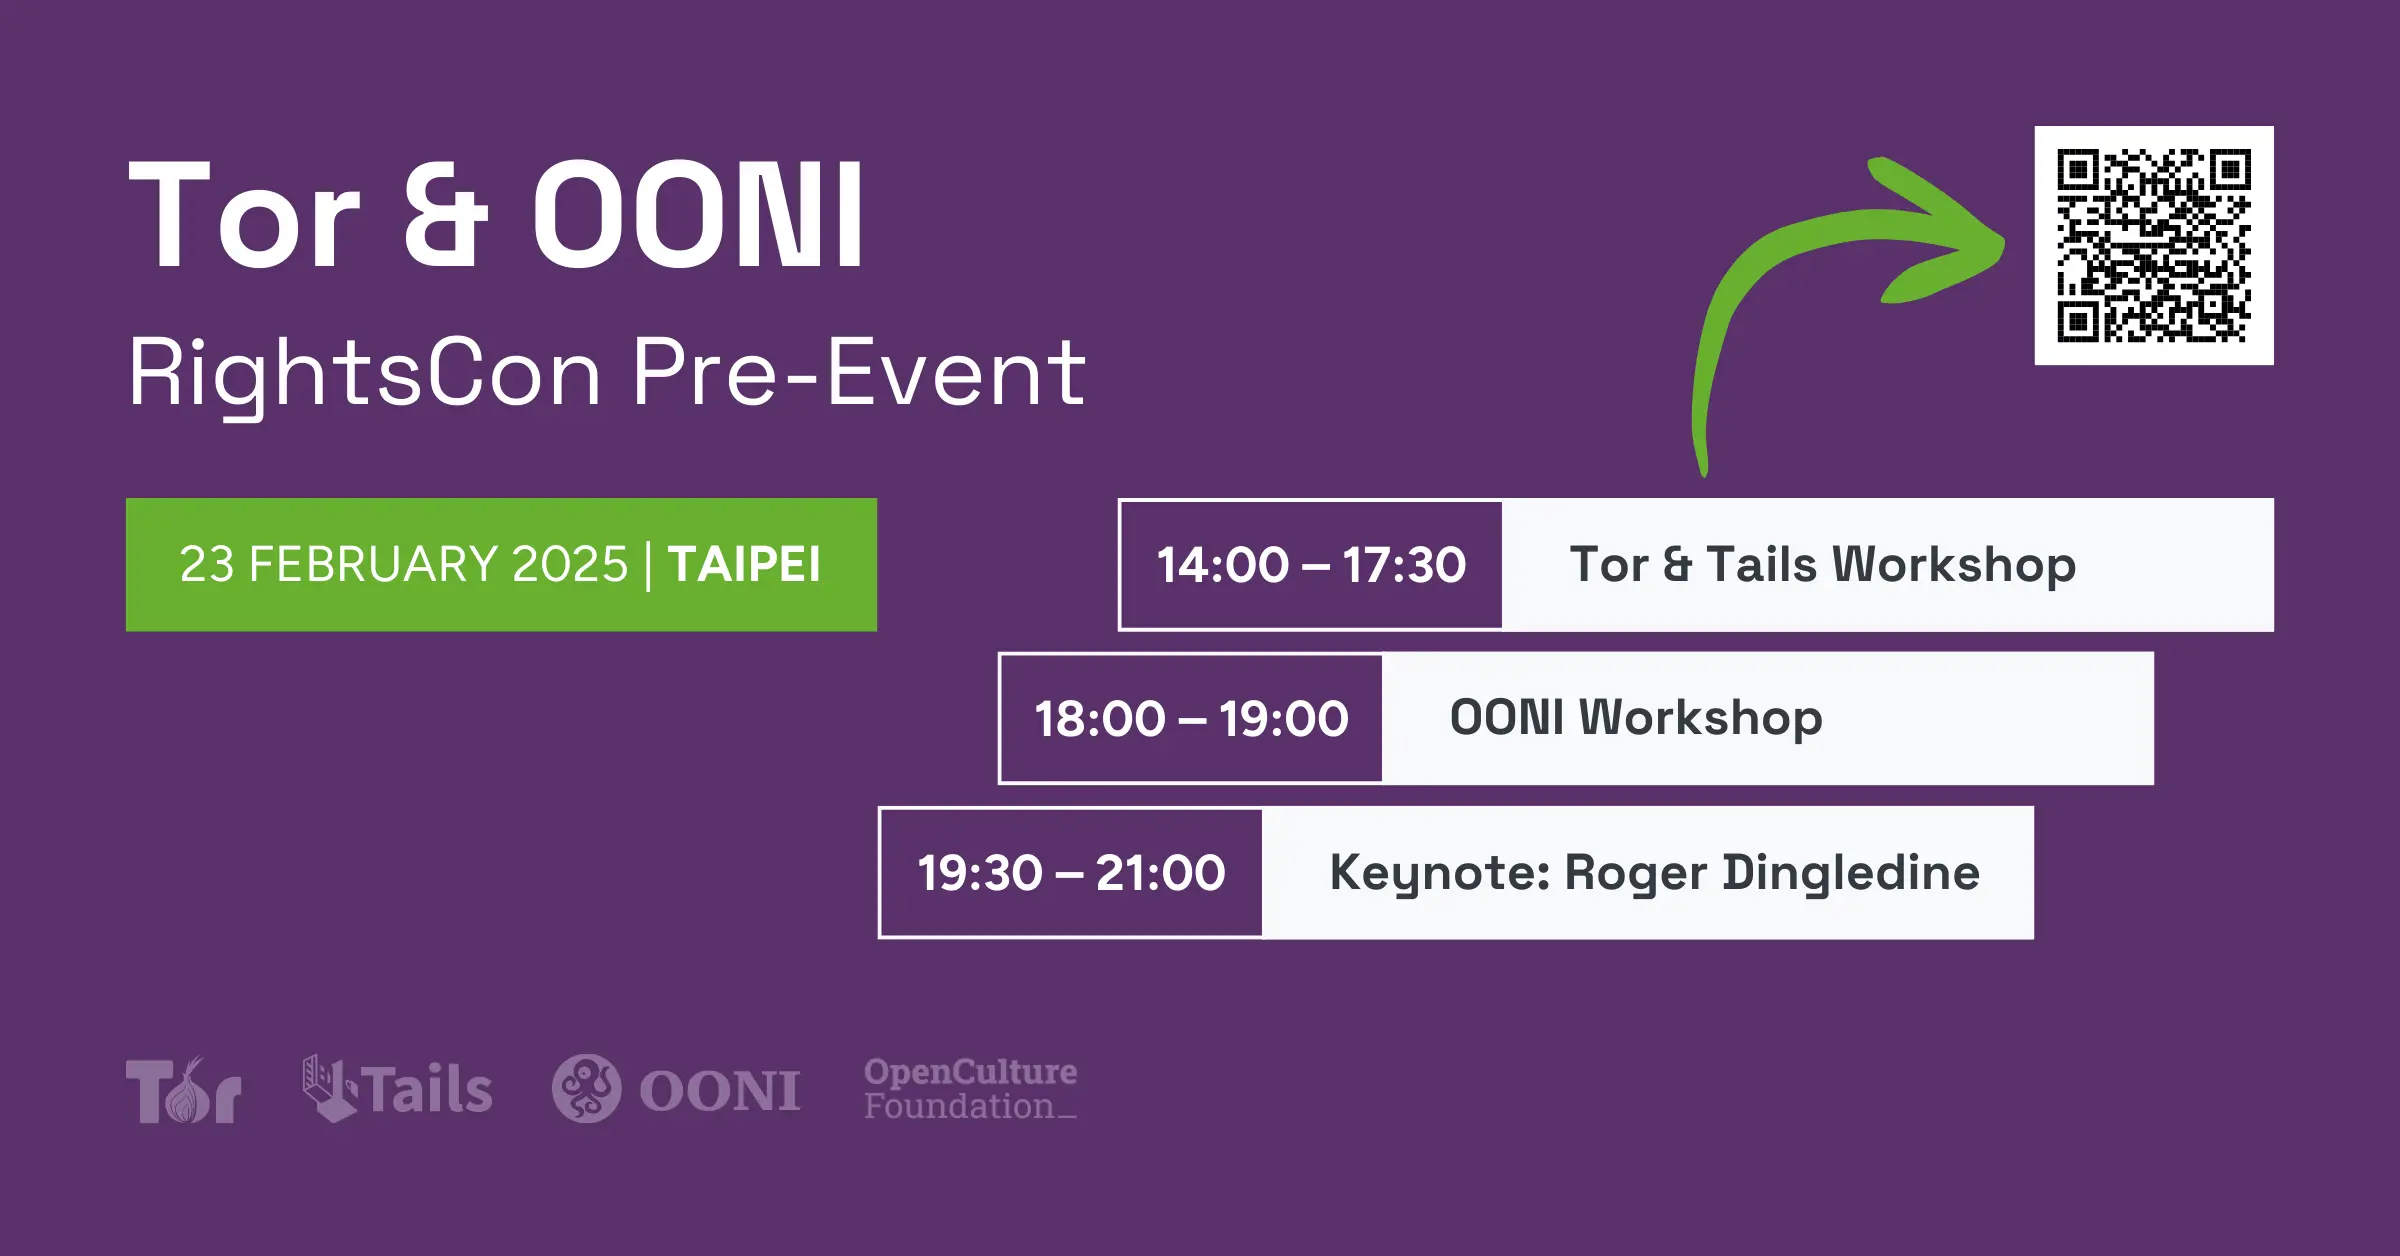 Tor & OONI
RightsCon Pre-Event
23 FEBRUARY 2025 | TAIPEI
14:00 – 17:30 Tor & Tails Workshop
18:00 – 19:00 OONI Workshop
19:30 – 21:00 Keynote: Roger Dingledine
Tor Tails OONI OpenCulture
Foundation_